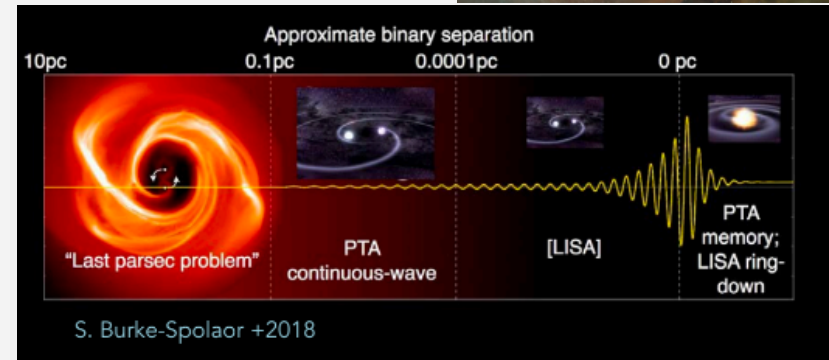 Approximate binary separation
10pc 0.1pc 0.0001pc 0 pc
"Last parsec problem"
PTA
continuous-wave
[LISA]
PTA
memory;
LISA ring-
down
S. Burke-Spolaor +2018